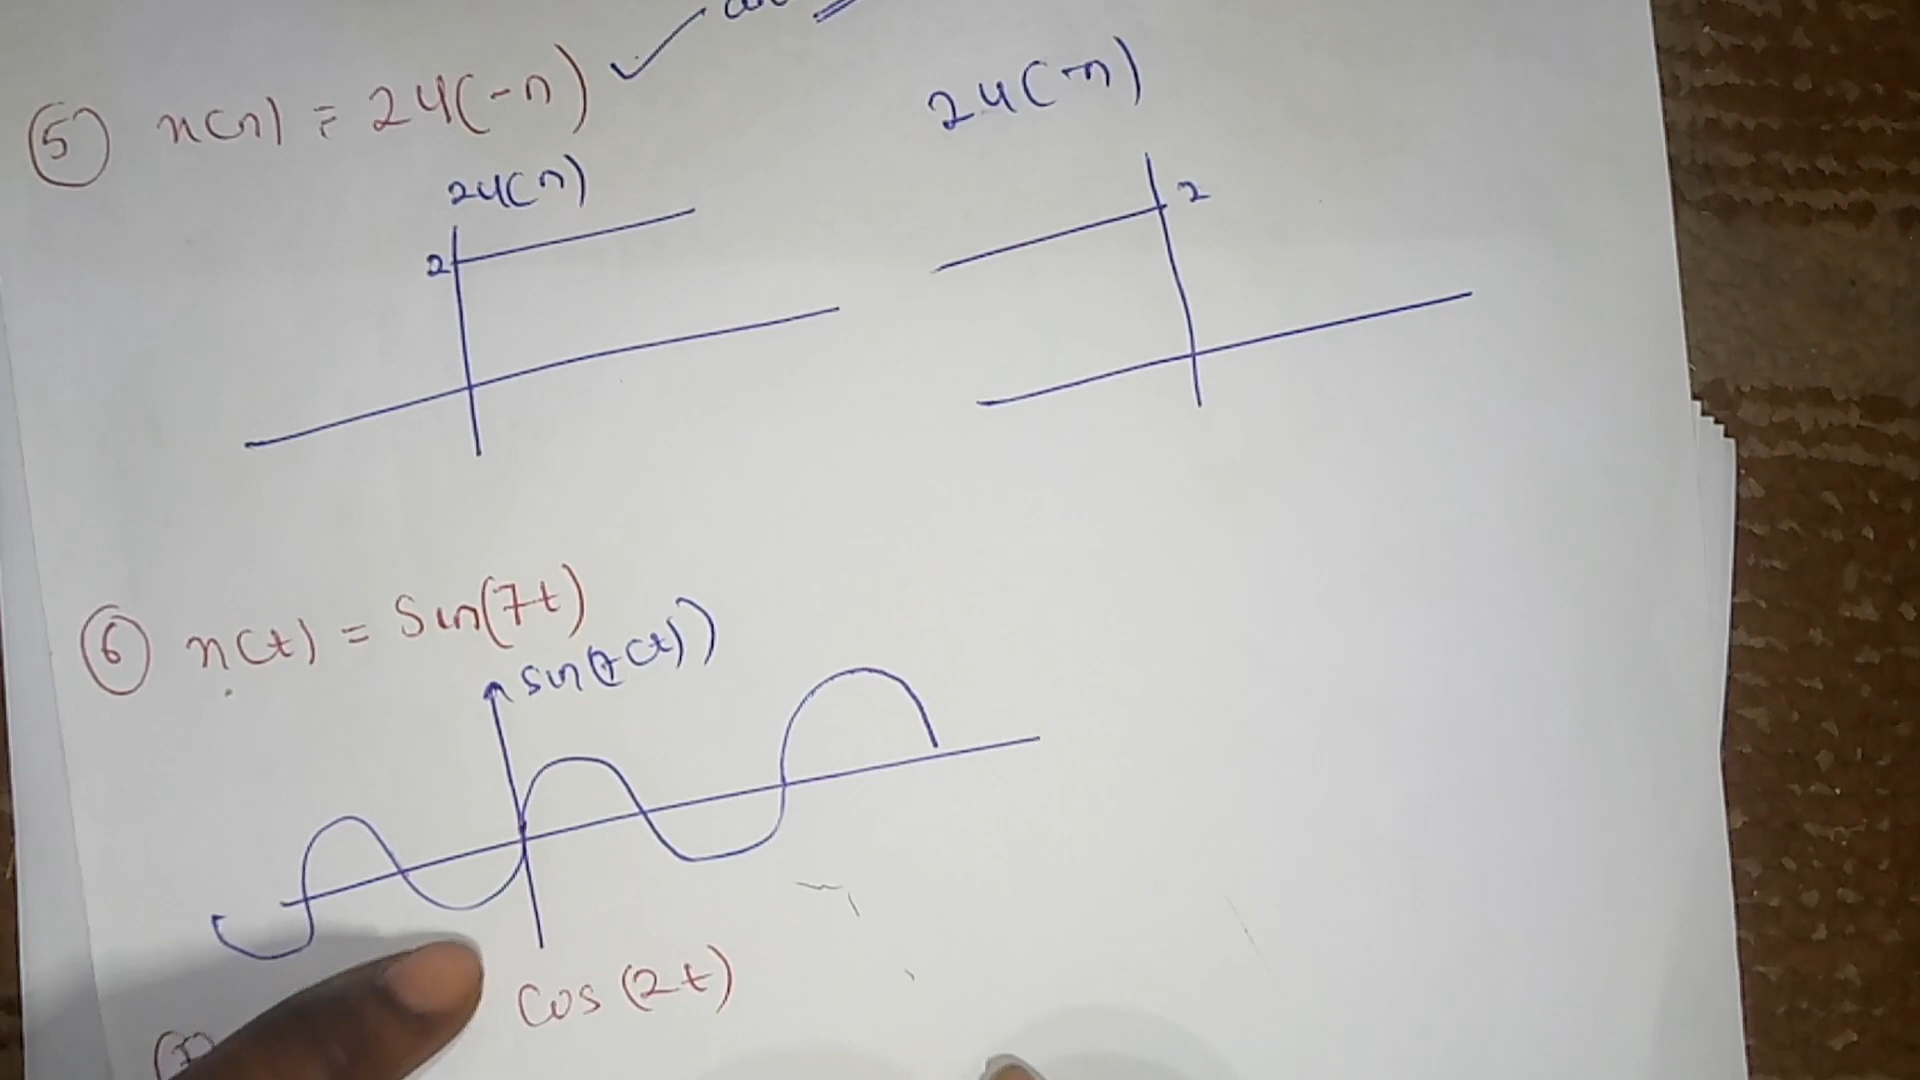 5 x(n) = 2u(-n)
2u(n)
2
2u(-n)
2
6 x(t) = Sin(7t)
sin(7(t))
Cos (2t)